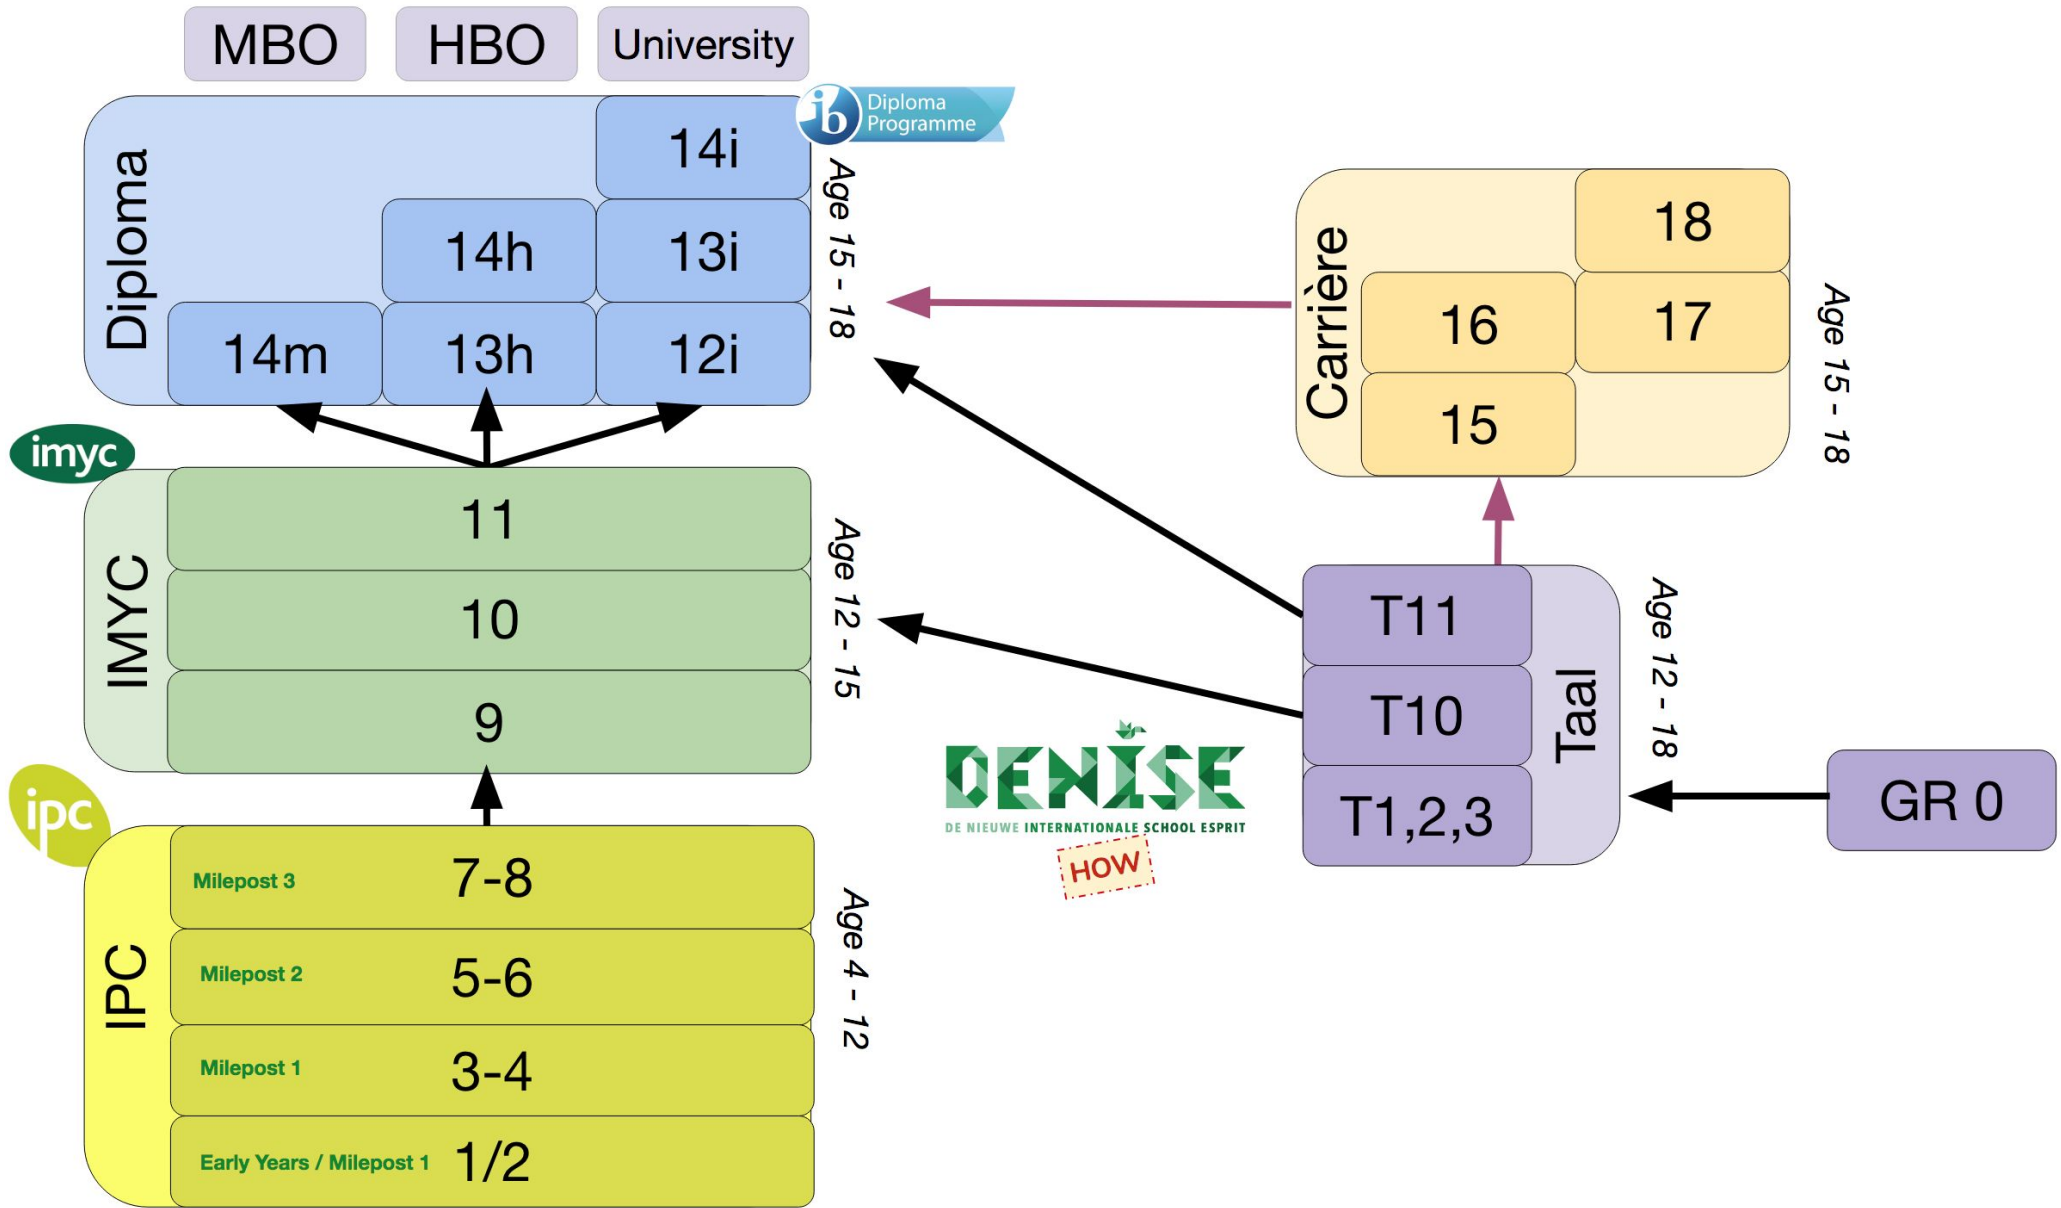 MBO
HBO
University
Diploma
14i
14h
13i
14m
13h
12i
ib
Diploma
Programme
Age 15 - 18
imyc
IMYC
11
10
9
Age 12 - 15
ipc
IPC
Milepost 3 7-8
Milepost 2 5-6
Milepost 1 3-4
Early Years / Milepost 1 1/2
Age 4 - 12
DENISE
DE NIEUWE INTERNATIONALE SCHOOL ESPRIT
HOW
Carrière
18
16
17
15
Age 15 - 18
T11
T10
T1,2,3
Taal
Age 12 - 18
GR 0